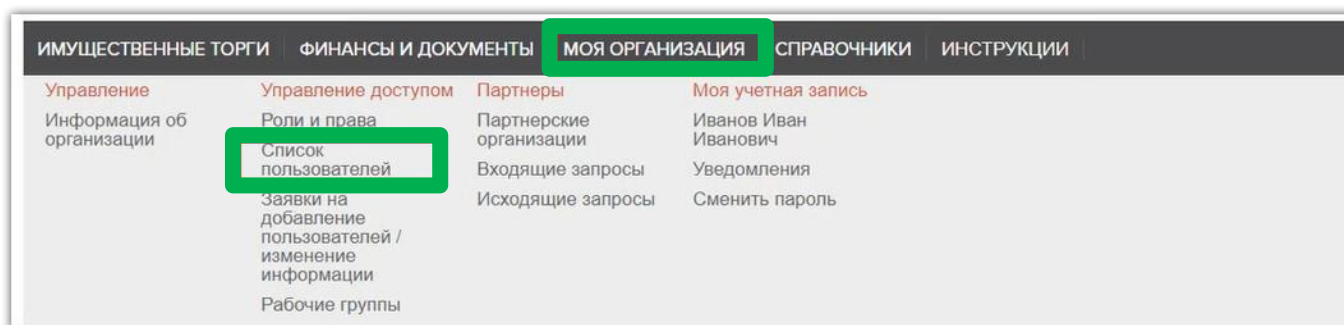 ИМУЩЕСТВЕННЫЕ ТОРГИ ФИНАНСЫ И ДОКУМЕНТЫ МОЯ ОРГАНИЗАЦИЯ СПРАВОЧНИКИ ИНСТРУКЦИИ
Управление
Информация об
организации
Управление доступом
Роли и права
Список
пользователей
Заявки на
добавление
пользователей /
изменение
информации
Рабочие группы
Партнеры
Партнерские
организации
Входящие запросы
Исходящие запросы
Моя учетная запись
Иванов Иван
Иванович
Уведомления
Сменить пароль